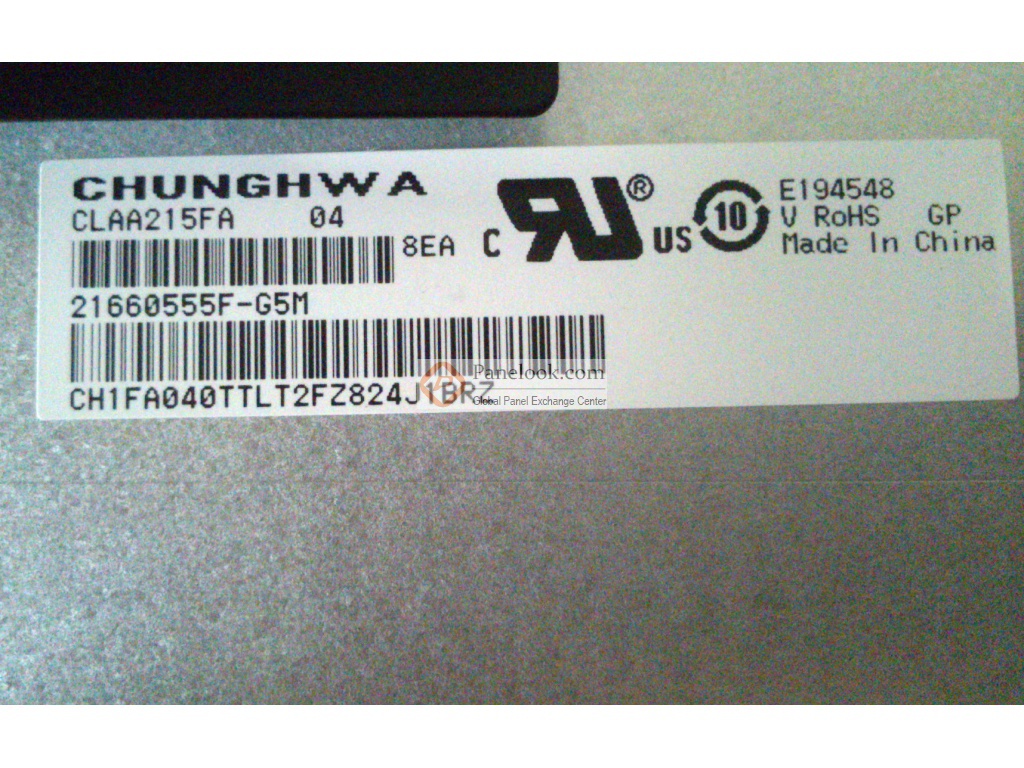 CHUNGHWA
CLAA215FA 04
8EA
21660555F-G5M
CH1FA040TTLT2FZ824J1BRZ
C RU ® US
10
E194548
V RoHS GP
Made In China
Panelook.com
Global Panel Exchange Center